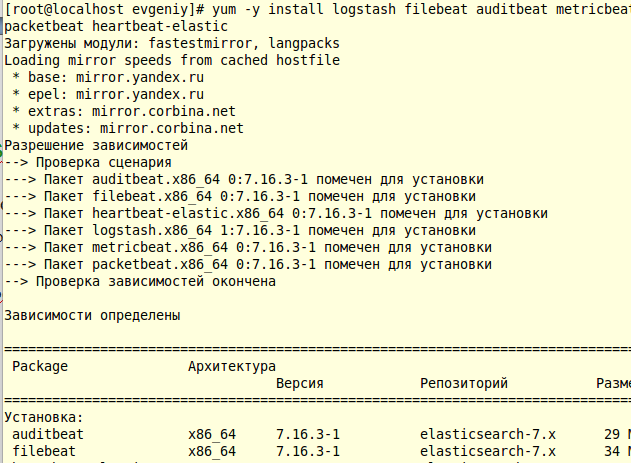 [root@localhost evgeniy]# yum -y install logstash filebeat auditbeat metricbeat
packetbeat heartbeat-elastic
Загружены модули: fastestmirror, langpacks
Loading mirror speeds from cached hostfile
 * base: mirror.yandex.ru
 * epel: mirror.yandex.ru
 * extras: mirror.corbina.net
 * updates: mirror.corbina.net
Разрешение зависимостей
--> Проверка сценария
---> Пакет auditbeat.x86_64 0:7.16.3-1 помечен для установки
---> Пакет filebeat.x86_64 0:7.16.3-1 помечен для установки
---> Пакет heartbeat-elastic.x86_64 0:7.16.3-1 помечен для установки
---> Пакет logstash.x86_64 1:7.16.3-1 помечен для установки
---> Пакет metricbeat.x86_64 0:7.16.3-1 помечен для установки
---> Пакет packetbeat.x86_64 0:7.16.3-1 помечен для установки
--> Проверка зависимостей окончена
Зависимости определены
================================================================================
Package Архитектура
Версия Репозиторий Разме
================================================================================
Установка:
auditbeat x86_64 7.16.3-1 elasticsearch-7.x 29 M
filebeat x86_64 7.16.3-1 elasticsearch-7.x 34 M